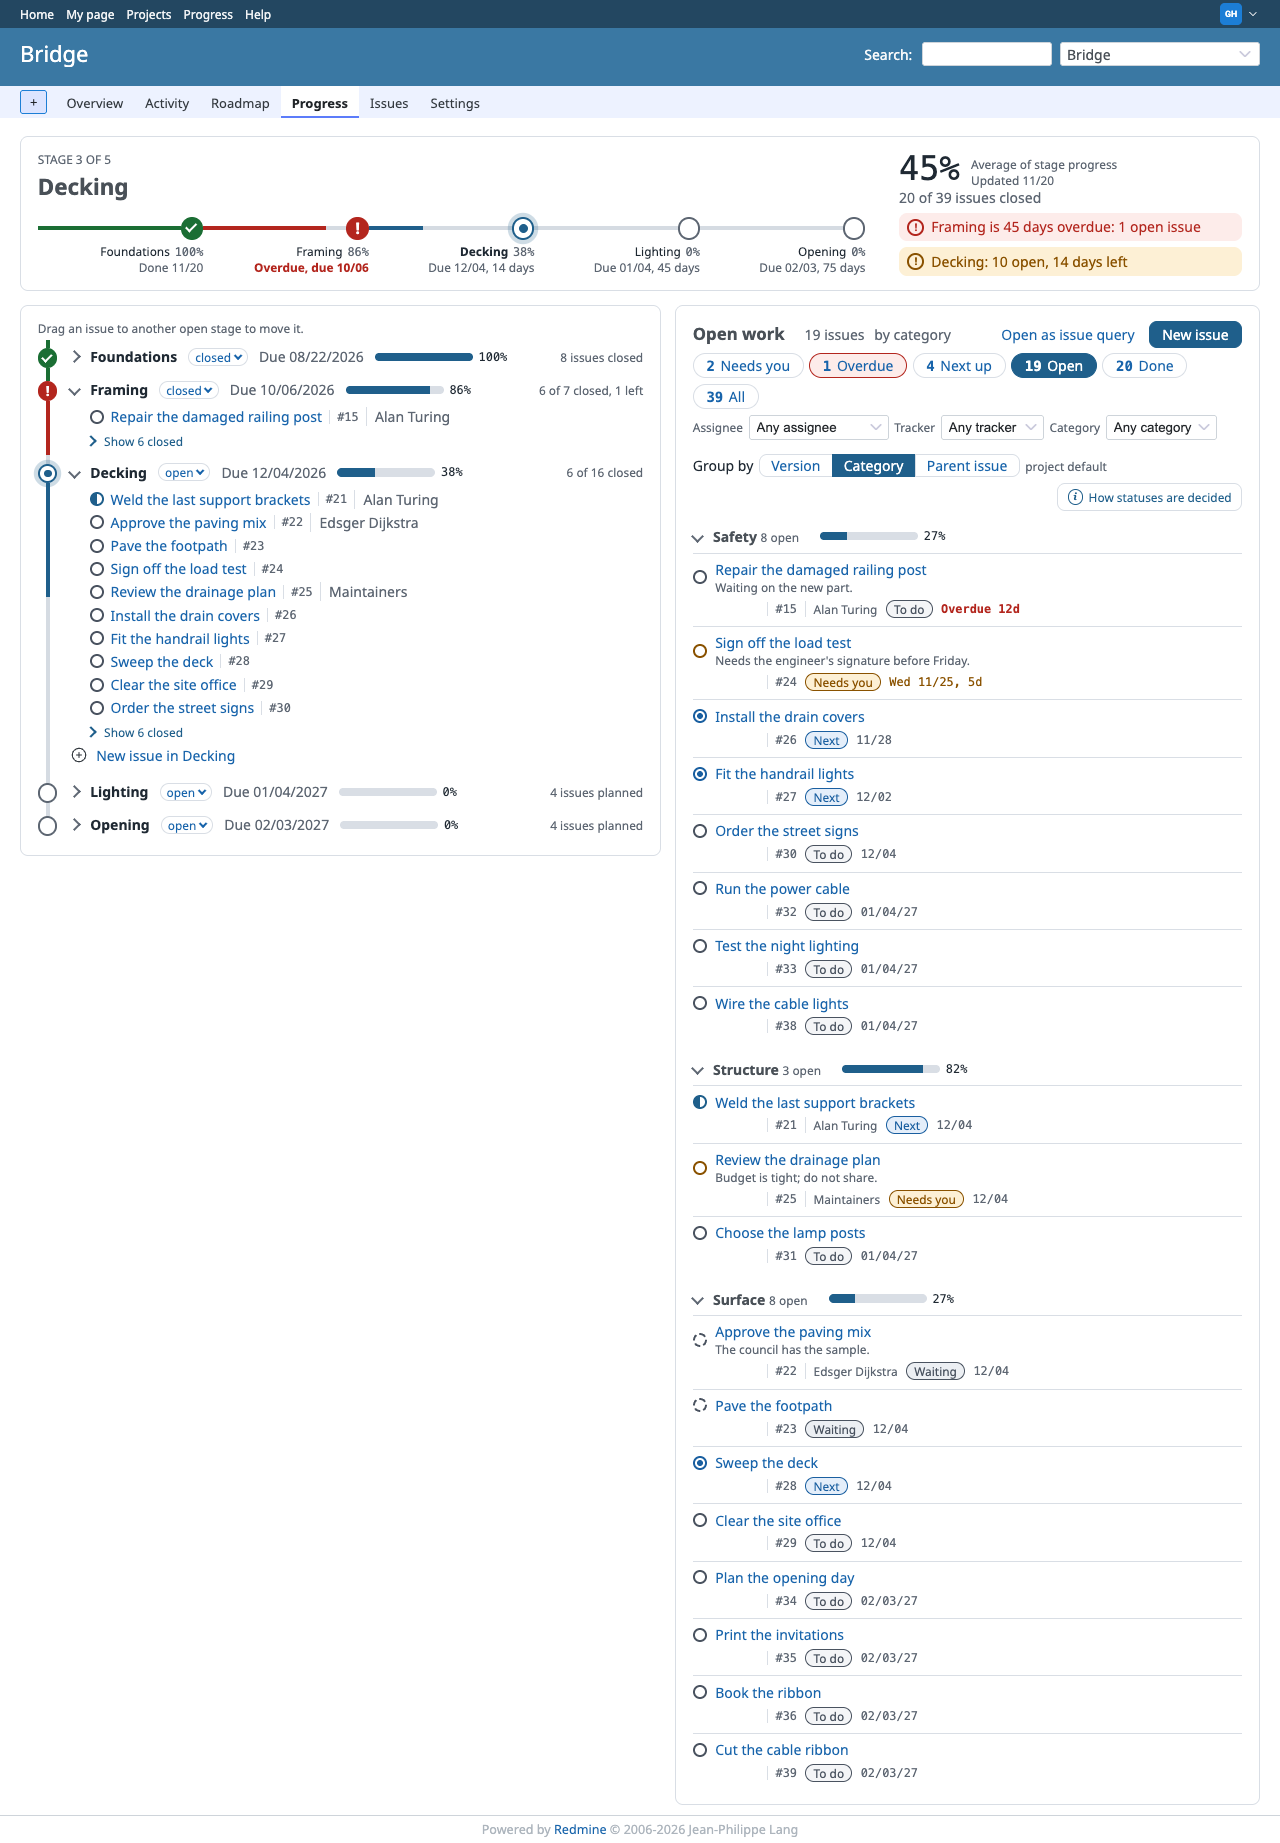 Home My page Projects Progress Help GH
Bridge Search: Bridge
+ Overview Activity Roadmap Progress Issues Settings
STAGE 3 OF 5
Decking
Foundations 100%
Done 11/20
Framing 86%
Overdue, due 10/06
Decking 38%
Due 12/04, 14 days
Lighting 0%
Due 01/04, 45 days
Opening 0%
Due 02/03, 75 days
45% Average of stage progress
Updated 11/20
20 of 39 issues closed
Framing is 45 days overdue: 1 open issue
Decking: 10 open, 14 days left
Drag an issue to another open stage to move it.
Foundations closed Due 08/22/2026 100% 8 issues closed
Framing closed Due 10/06/2026 86% 6 of 7 closed, 1 left
Repair the damaged railing post #15 Alan Turing
Show 6 closed
Decking open Due 12/04/2026 38% 6 of 16 closed
Weld the last support brackets #21 Alan Turing
Approve the paving mix #22 Edsger Dijkstra
Pave the footpath #23
Sign off the load test #24
Review the drainage plan #25 Maintainers
Install the drain covers #26
Fit the handrail lights #27
Sweep the deck #28
Clear the site office #29
Order the street signs #30
Show 6 closed
New issue in Decking
Lighting open Due 01/04/2027 0% 4 issues planned
Opening open Due 02/03/2027 0% 4 issues planned
Open work 19 issues by category Open as issue query New issue
2 Needs you 1 Overdue 4 Next up 19 Open 20 Done
39 All
Assignee Any assignee Tracker Any tracker Category Any category
Group by Version Category Parent issue project default
How statuses are decided
Safety 8 open 27%
Repair the damaged railing post
Waiting on the new part.
#15 Alan Turing To do Overdue 12d
Sign off the load test
Needs the engineer's signature before Friday.
#24 Needs you Wed 11/25, 5d
Install the drain covers
#26 Next 11/28
Fit the handrail lights
#27 Next 12/02
Order the street signs
#30 To do 12/04
Run the power cable
#32 To do 01/04/27
Test the night lighting
#33 To do 01/04/27
Wire the cable lights
#38 To do 01/04/27
Structure 3 open 82%
Weld the last support brackets
#21 Alan Turing Next 12/04
Review the drainage plan
Budget is tight; do not share.
#25 Maintainers Needs you 12/04
Choose the lamp posts
#31 To do 01/04/27
Surface 8 open 27%
Approve the paving mix
The council has the sample.
#22 Edsger Dijkstra Waiting 12/04
Pave the footpath
#23 Waiting 12/04
Sweep the deck
#28 Next 12/04
Clear the site office
#29 To do 12/04
Plan the opening day
#34 To do 02/03/27
Print the invitations
#35 To do 02/03/27
Book the ribbon
#36 To do 02/03/27
Cut the cable ribbon
#39 To do 02/03/27
Powered by Redmine © 2006-2026 Jean-Philippe Lang